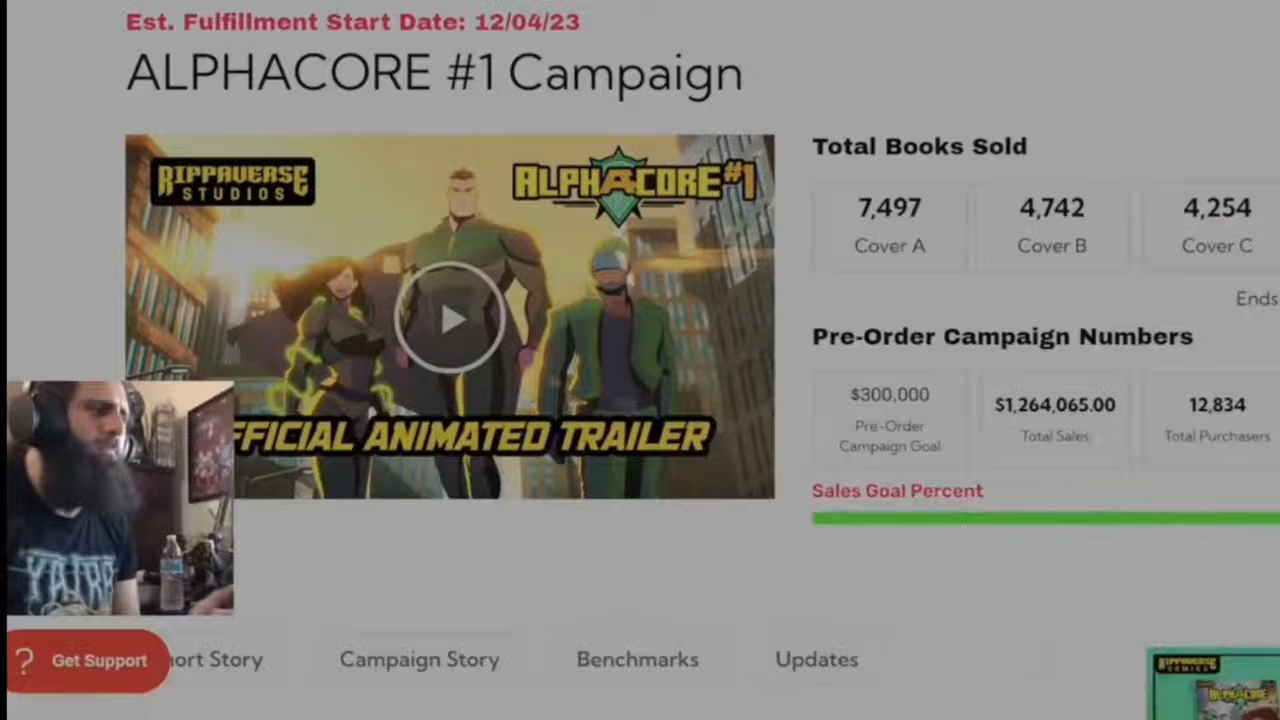 Est. Fulfillment Start Date: 12/04/23
ALPHACORE #1 Campaign
RIPPAVERSE
STUDIOS
ALPHACORE #1
FFICIAL ANIMATED TRAILER
Total Books Sold
7,497
Cover A
4,742
Cover B
4,254
Cover C
Ends
Pre-Order Campaign Numbers
$300,000
Pre-Order
Campaign Goal
$1,264,065.00
Total Sales
12,834
Total Purchasers
Sales Goal Percent
? Get Support
hort Story
Campaign Story
Benchmarks
Updates
RIPPAVERSE
COMICS
ALPHACORE